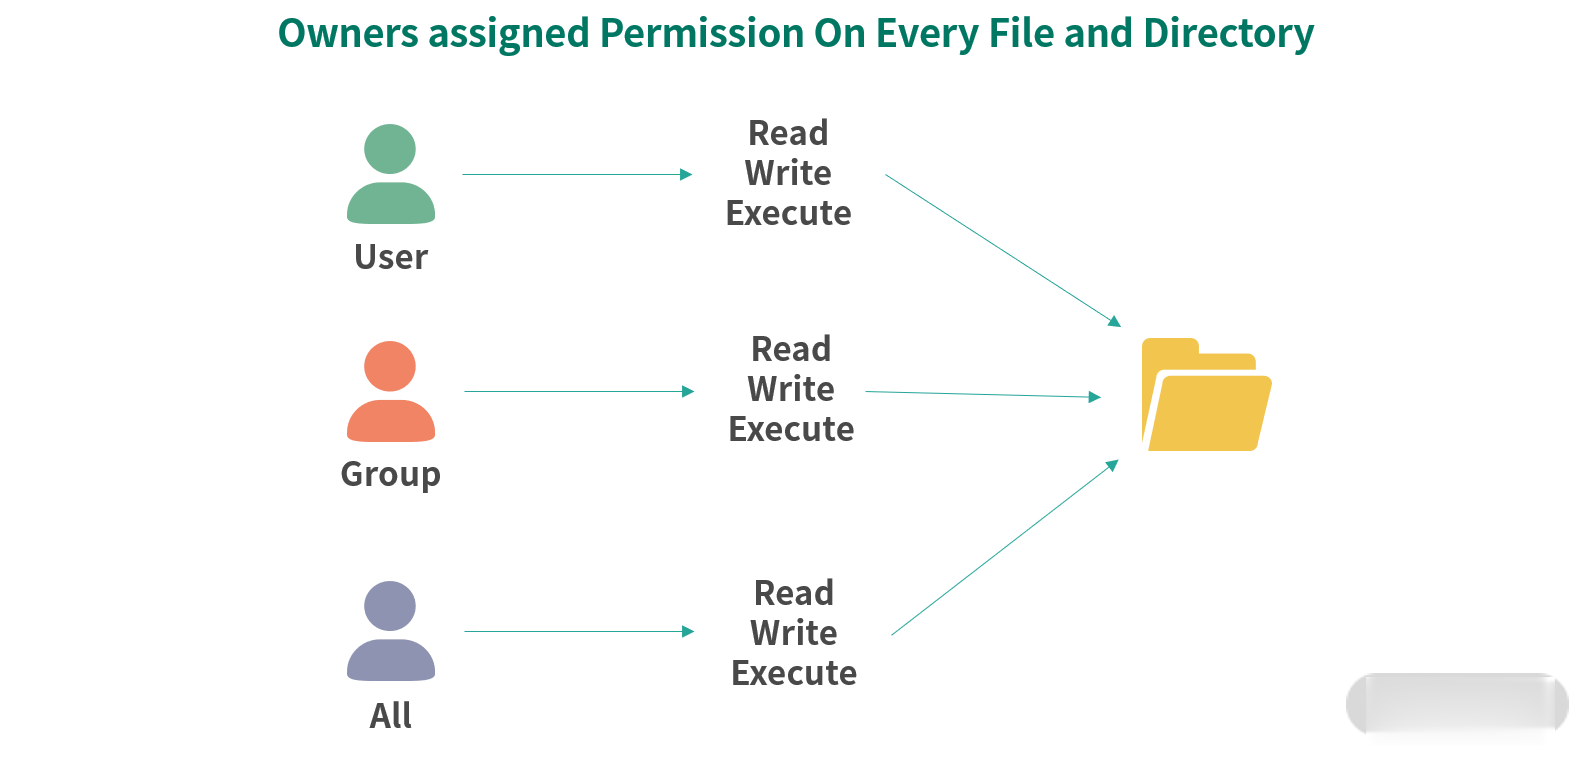 Owners assigned Permission On Every File and Directory
Read
Write
Execute
User
Read
Write
Execute
Group
Read
Write
Execute
All